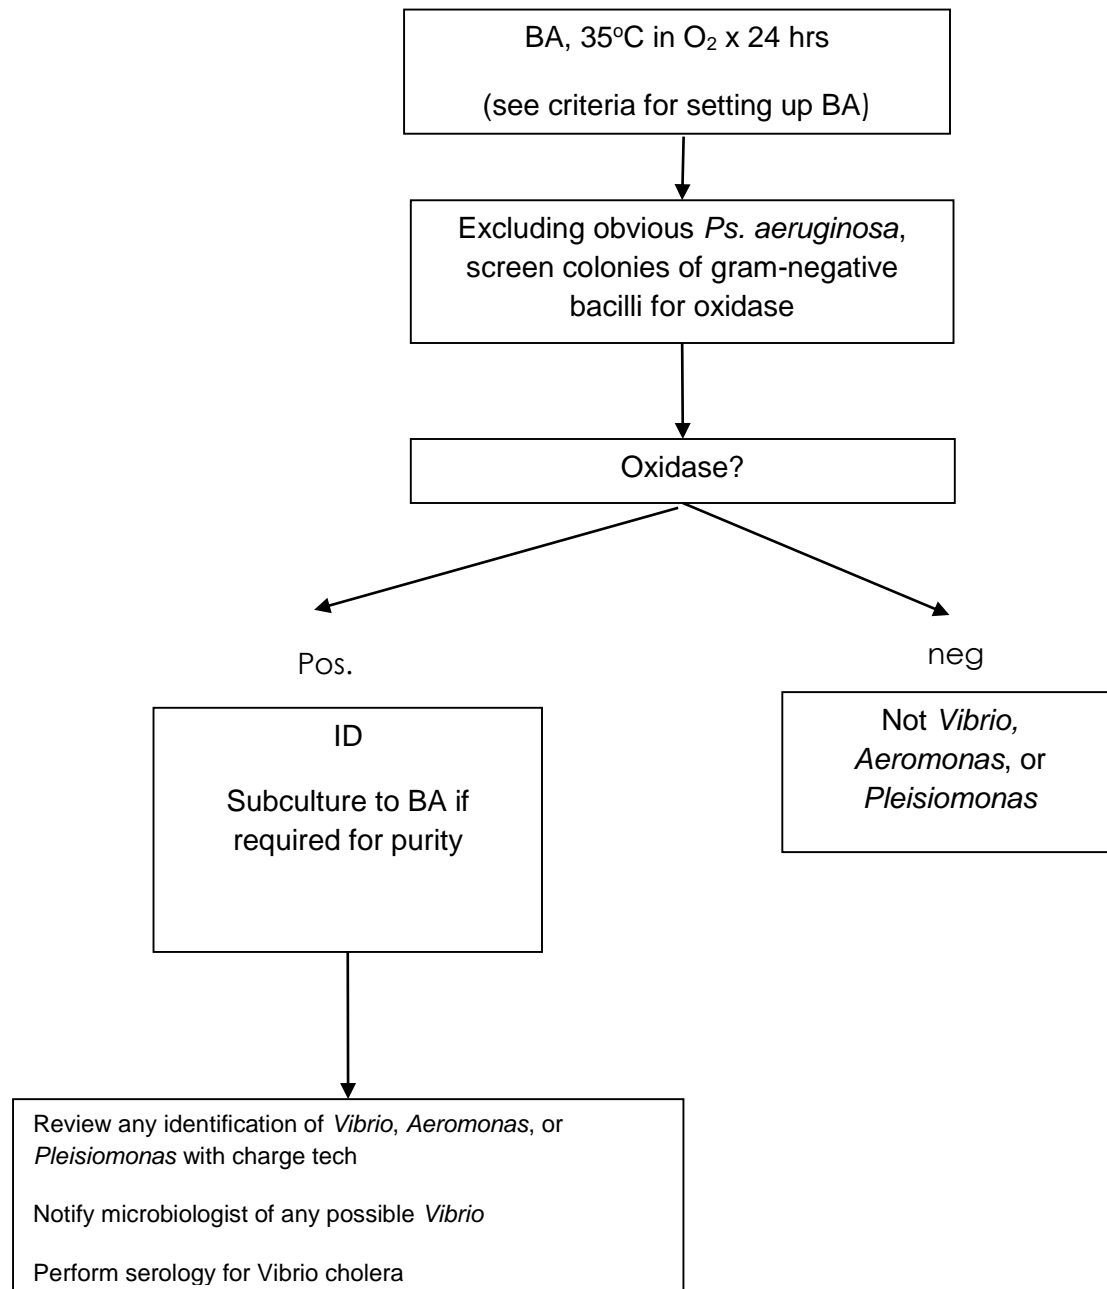 BA, 35ºC in O₂ x 24 hrs
(see criteria for setting up BA)
Excluding obvious Ps. aeruginosa,
screen colonies of gram-negative
bacilli for oxidase
Oxidase?
Pos.
neg
ID
Subculture to BA if
required for purity
Not Vibrio,
Aeromonas, or
Pleisiomonas
Review any identification of Vibrio, Aeromonas, or
Pleisiomonas with charge tech
Notify microbiologist of any possible Vibrio
Perform serology for Vibrio cholera